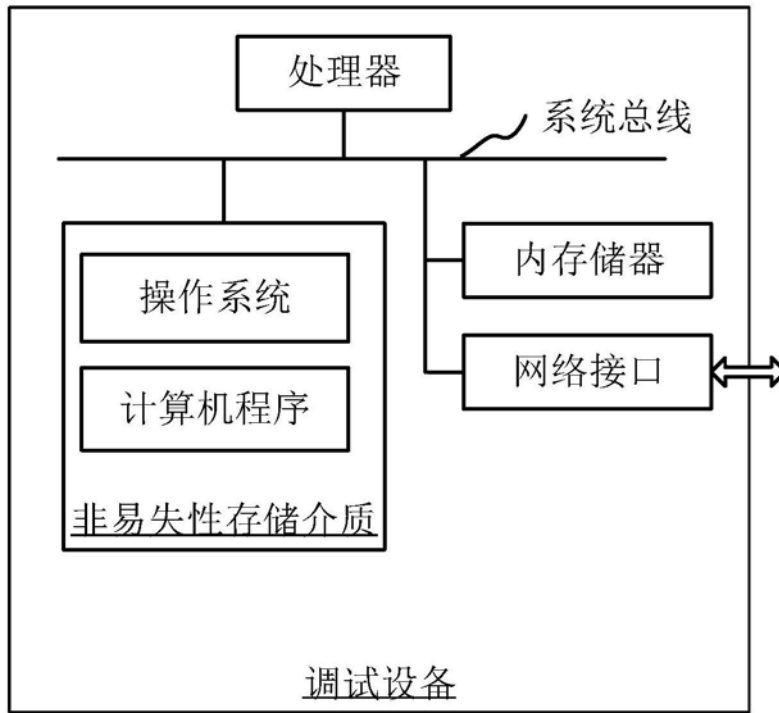 处理器
系统总线
操作系统
内存储器
计算机程序
网络接口
非易失性存储介质
调试设备